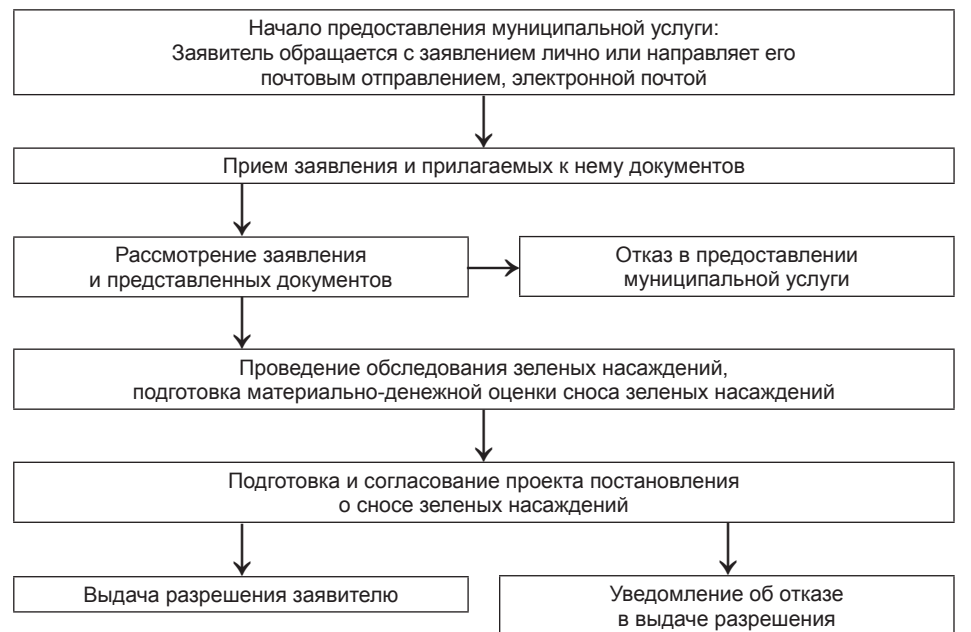 Начало предоставления муниципальной услуги:
Заявитель обращается с заявлением лично или направляет его
почтовым отправлением, электронной почтой
Прием заявления и прилагаемых к нему документов
Рассмотрение заявления
и представленных документов
Отказ в предоставлении
муниципальной услуги
Проведение обследования зеленых насаждений,
подготовка материально-денежной оценки сноса зеленых насаждений
Подготовка и согласование проекта постановления
о сносе зеленых насаждений
Выдача разрешения заявителю
Уведомление об отказе
в выдаче разрешения